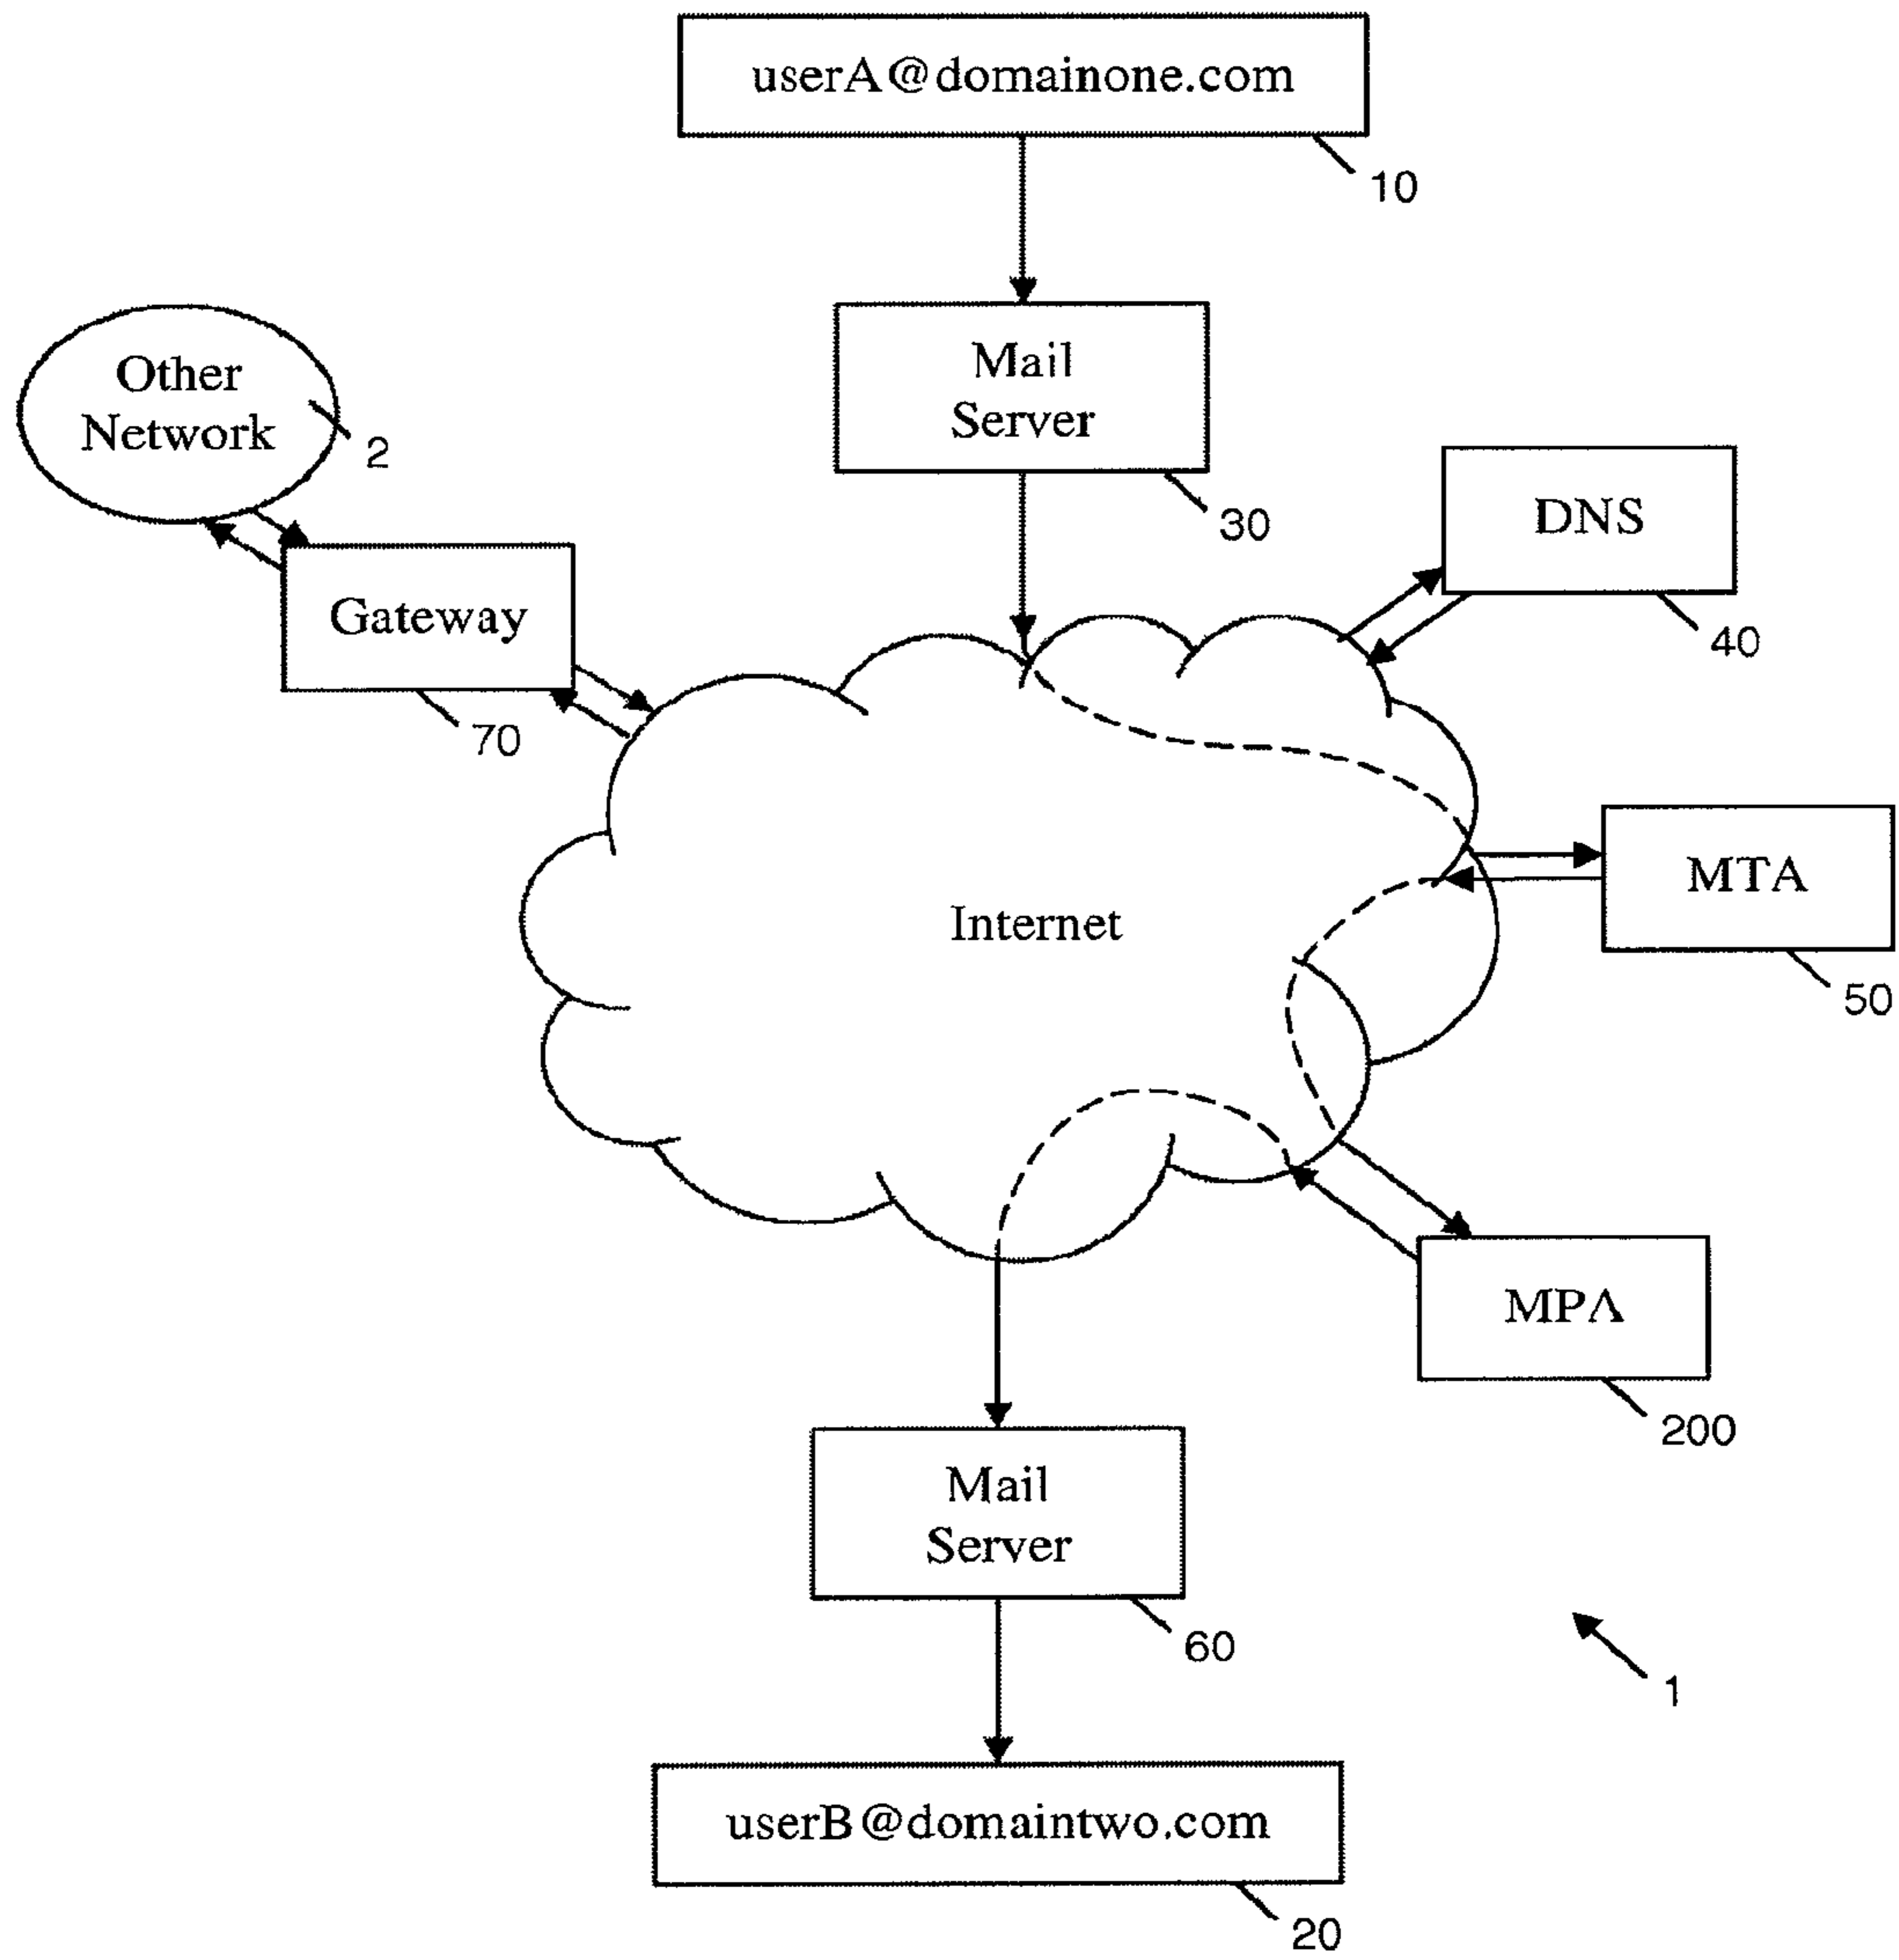 userA@domainone.com
10
Mail
Server
30
Other
Network
2
DNS
40
Gateway
70
MTA
50
Internet
MPA
200
Mail
Server
60
1
userB@domaintwo.com
20